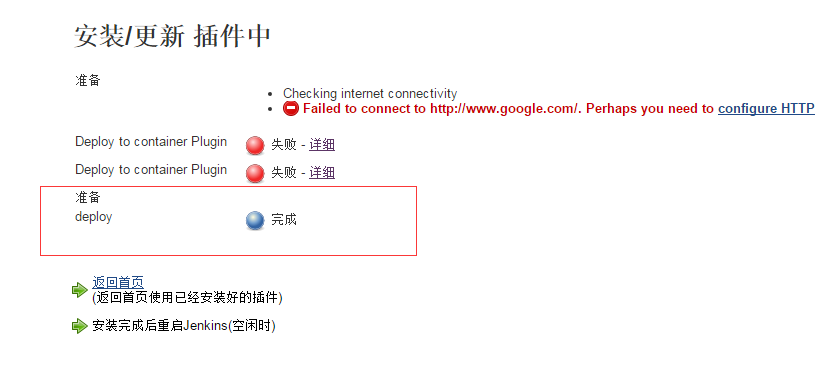 安装/更新 插件中
准备
Checking internet connectivity
Failed to connect to http://www.google.com/. Perhaps you need to configure HTTP
Deploy to container Plugin 失败 - 详细
Deploy to container Plugin 失败 - 详细
准备
deploy 完成
返回首页
(返回首页使用已经安装好的插件)
安装完成后重启Jenkins(空闲时)